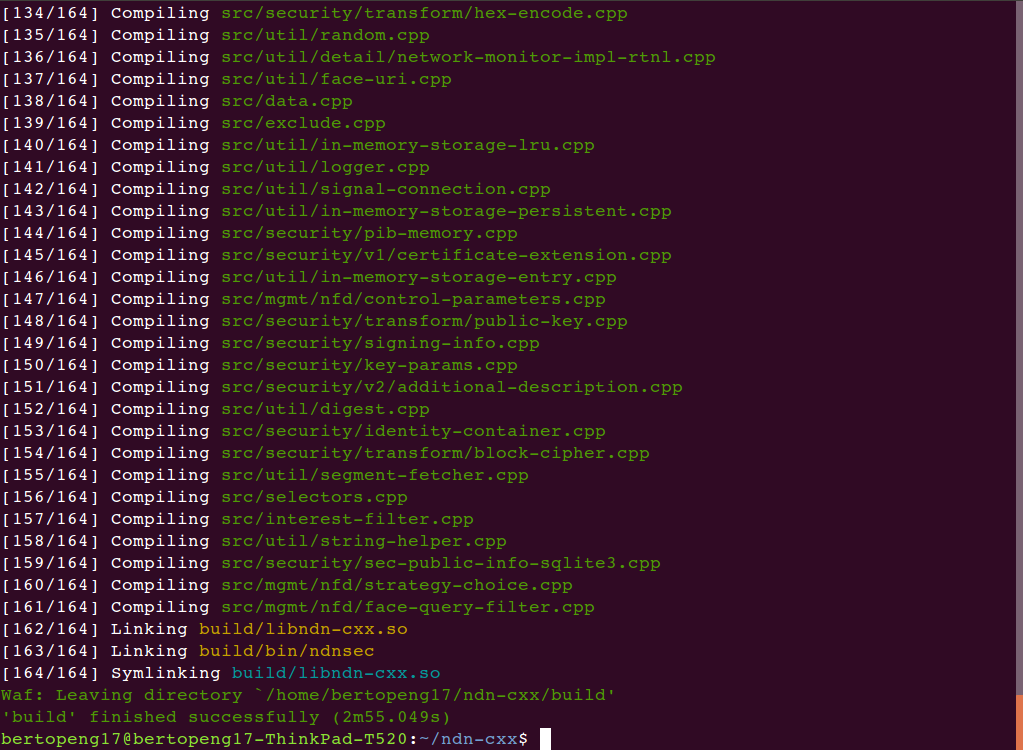 [134/164] Compiling src/security/transform/hex-encode.cpp
[135/164] Compiling src/util/random.cpp
[136/164] Compiling src/util/detail/network-monitor-impl-rtnl.cpp
[137/164] Compiling src/util/face-uri.cpp
[138/164] Compiling src/data.cpp
[139/164] Compiling src/exclude.cpp
[140/164] Compiling src/util/in-memory-storage-lru.cpp
[141/164] Compiling src/util/logger.cpp
[142/164] Compiling src/util/signal-connection.cpp
[143/164] Compiling src/util/in-memory-storage-persistent.cpp
[144/164] Compiling src/security/pib-memory.cpp
[145/164] Compiling src/security/v1/certificate-extension.cpp
[146/164] Compiling src/util/in-memory-storage-entry.cpp
[147/164] Compiling src/mgmt/nfd/control-parameters.cpp
[148/164] Compiling src/security/transform/public-key.cpp
[149/164] Compiling src/security/signing-info.cpp
[150/164] Compiling src/security/key-params.cpp
[151/164] Compiling src/security/v2/additional-description.cpp
[152/164] Compiling src/util/digest.cpp
[153/164] Compiling src/security/identity-container.cpp
[154/164] Compiling src/security/transform/block-cipher.cpp
[155/164] Compiling src/util/segment-fetcher.cpp
[156/164] Compiling src/selectors.cpp
[157/164] Compiling src/interest-filter.cpp
[158/164] Compiling src/util/string-helper.cpp
[159/164] Compiling src/security/sec-public-info-sqlite3.cpp
[160/164] Compiling src/mgmt/nfd/strategy-choice.cpp
[161/164] Compiling src/mgmt/nfd/face-query-filter.cpp
[162/164] Linking build/libndn-cxx.so
[163/164] Linking build/bin/ndnsec
[164/164] Symlinking build/libndn-cxx.so
Waf: Leaving directory `/home/bertopeng17/ndn-cxx/build'
'build' finished successfully (2m55.049s)
bertopeng17@bertopeng17-ThinkPad-T520:~/ndn-cxx$